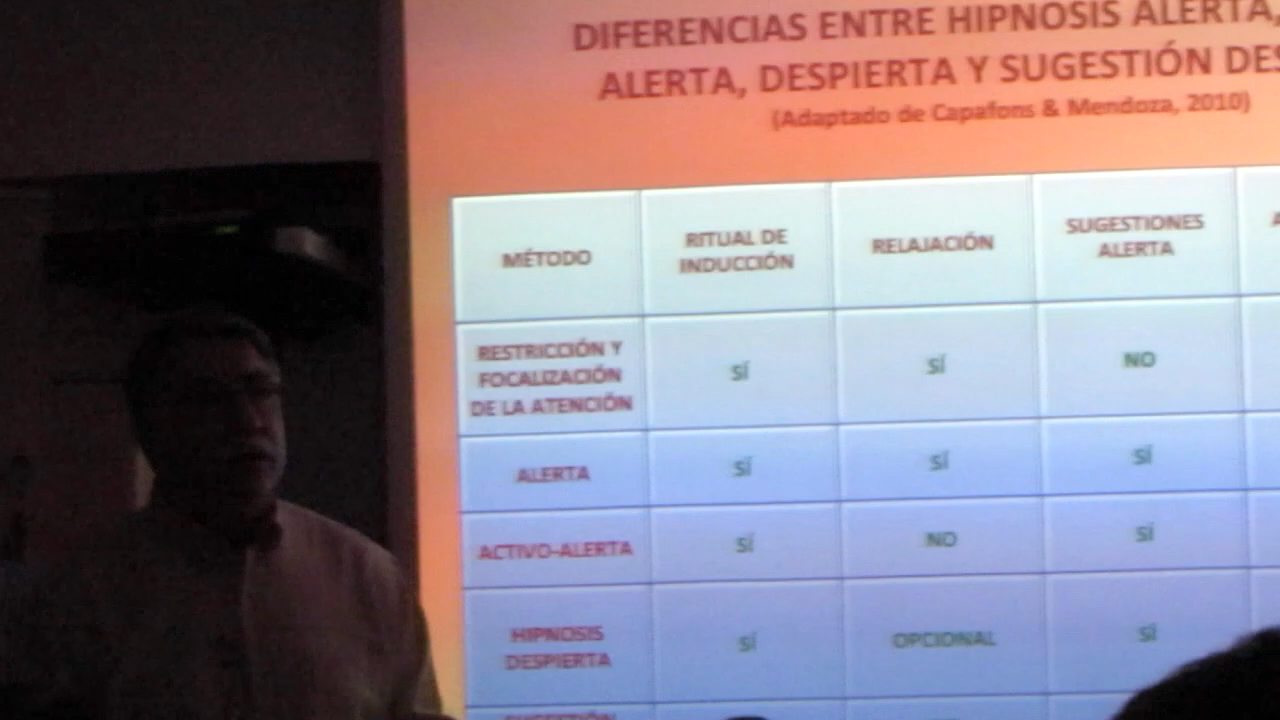 DIFERENCIAS ENTRE HIPNOSIS ALERTA,
ALERTA, DESPIERTA Y SUGESTIÓN DES
(Adaptado de Capafons & Mendoza, 2010)
MÉTODO
RITUAL DE
INDUCCIÓN
RELAJACIÓN
SUGESTIONES
ALERTA
RESTRICCIÓN Y
FOCALIZACIÓN
DE LA ATENCIÓN
SÍ
SÍ
NO
ALERTA
SÍ
SÍ
SÍ
ACTIVO-ALERTA
SÍ
NO
SÍ
HIPNOSIS
DESPIERTA
SÍ
OPCIONAL
SÍ
SUGESTIÓN